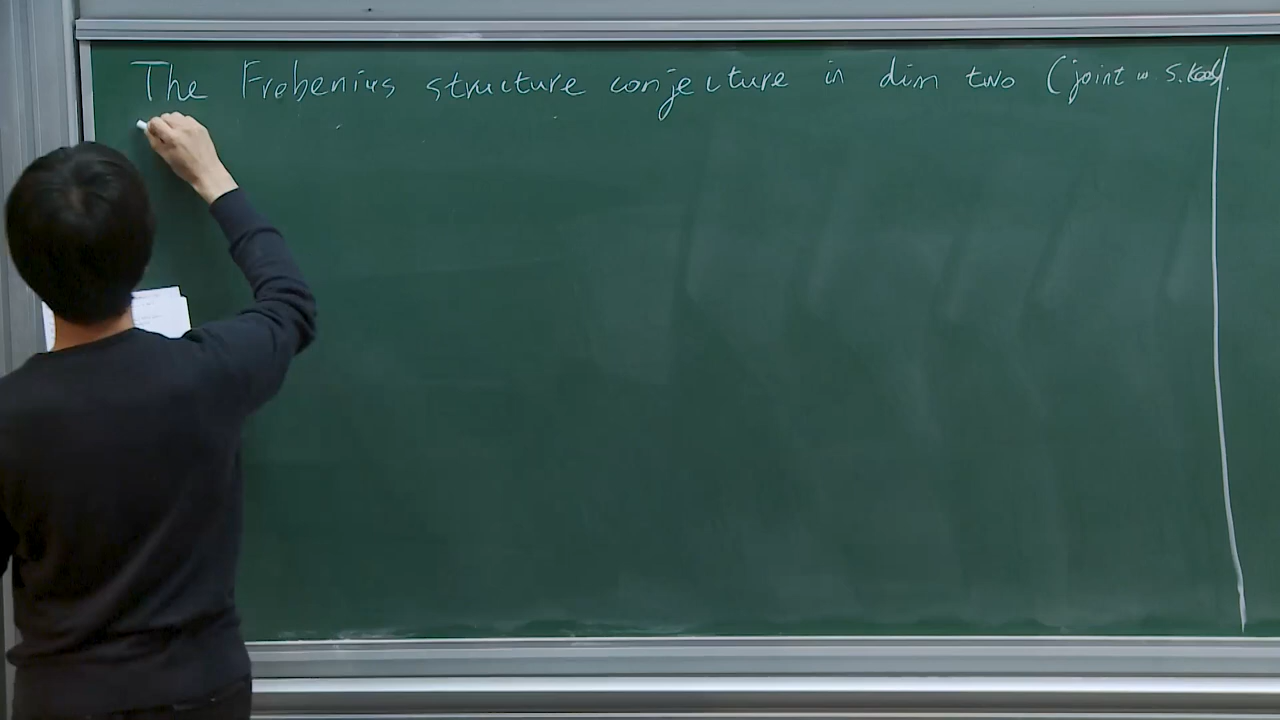 The Frobenius structure conjecture in dim two (joint w S.